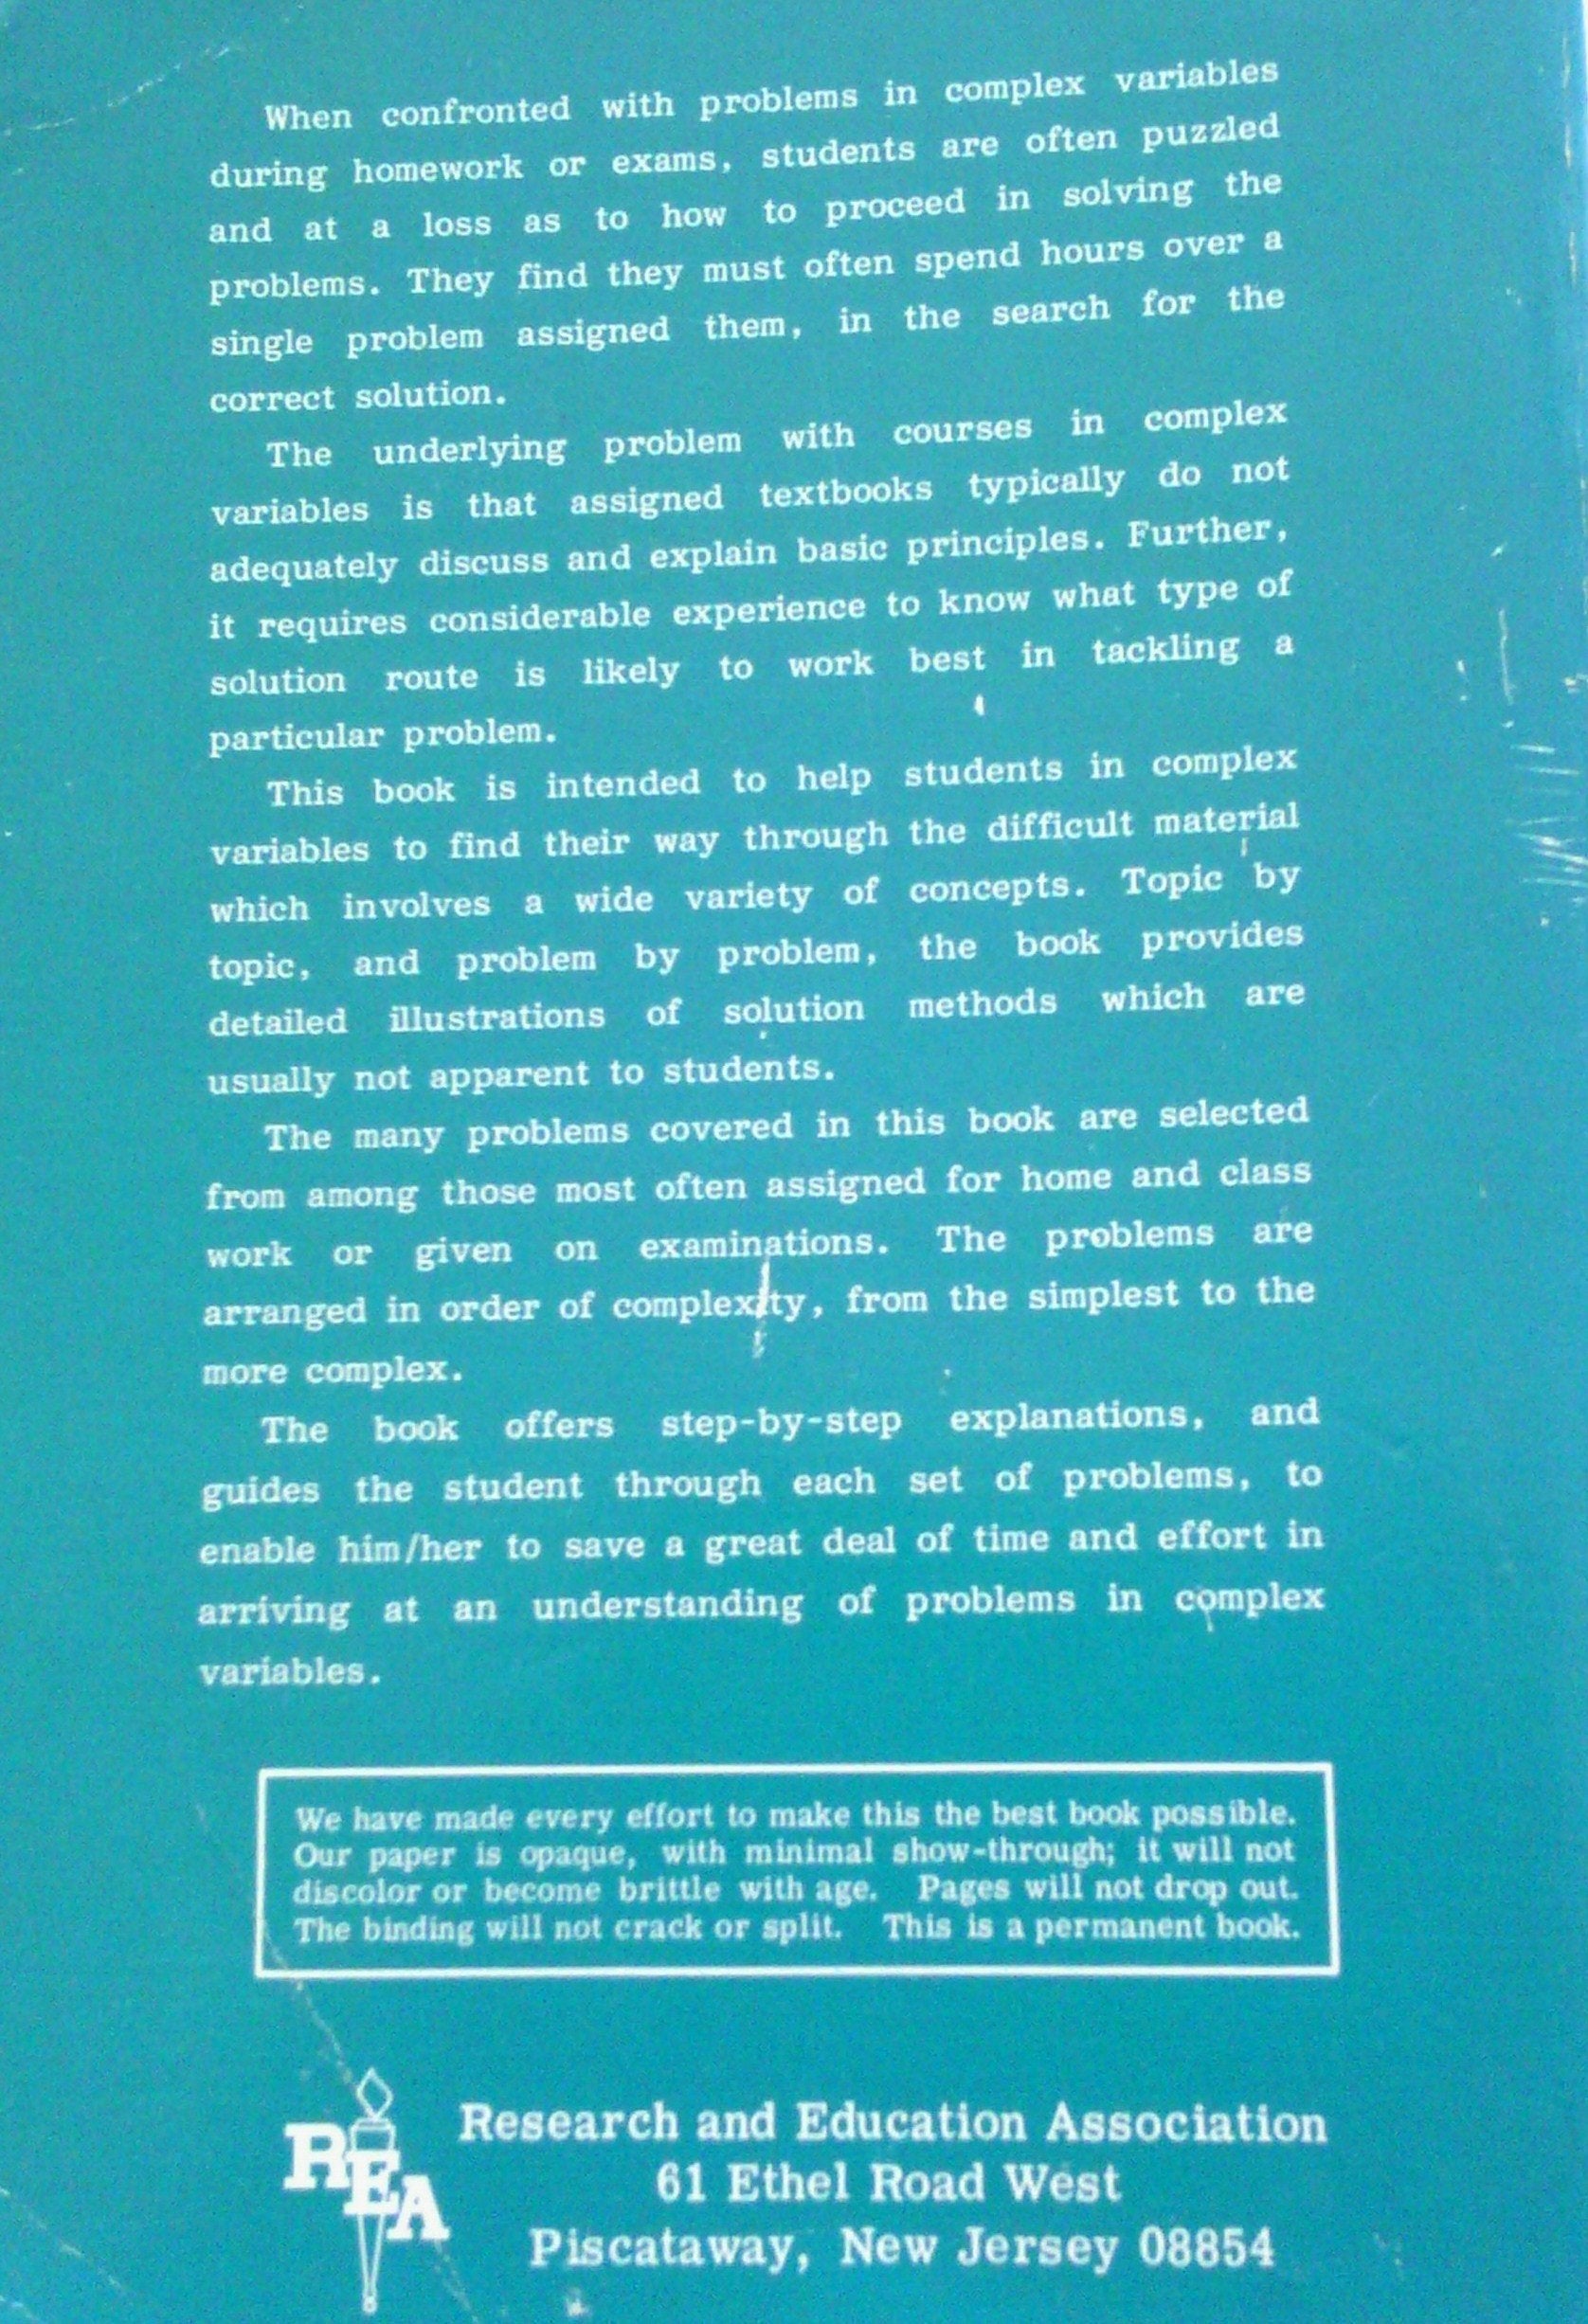 When confronted with problems in complex variables
during homework or exams, students are often puzzled
and at a loss as to how to proceed in solving the
problems. They find they must often spend hours over a
single problem assigned them, in the search for the
correct solution.
The underlying problem with courses in complex
variables is that assigned textbooks typically do not
adequately discuss and explain basic principles. Further,
it requires considerable experience to know what type of
solution route is likely to work best in tackling a
particular problem.
This book is intended to help students in complex
variables to find their way through the difficult material
which involves a wide variety of concepts. Topic by
topic, and problem by problem, the book provides
detailed illustrations of solution methods which are
usually not apparent to students.
The many problems covered in this book are selected
from among those most often assigned for home and class
work or given on examinations. The problems are
arranged in order of complexity, from the simplest to the
more complex.
The book offers step-by-step explanations, and
guides the student through each set of problems, to
enable him/her to save a great deal of time and effort in
arriving at an understanding of problems in complex
variables.
We have made every effort to make this the best book possible.
Our paper is opaque, with minimal show-through; it will not
discolor or become brittle with age. Pages will not drop out.
The binding will not crack or split. This is a permanent book.
REA
Research and Education Association
61 Ethel Road West
Piscataway, New Jersey 08854